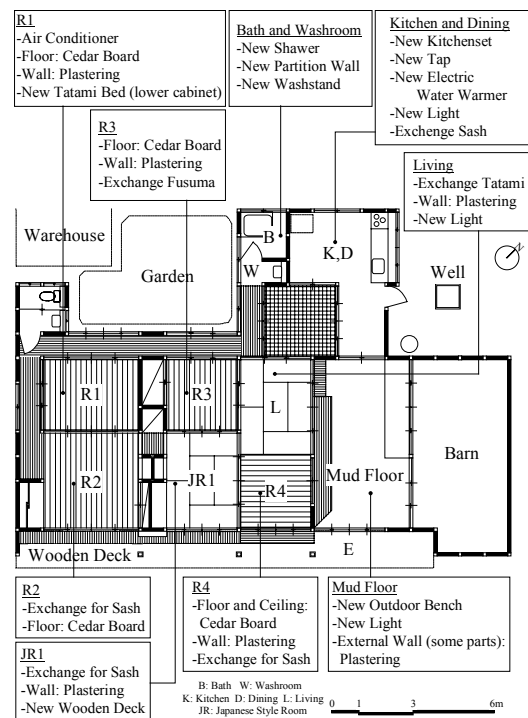 R1
-Air Conditioner
-Floor: Cedar Board
-Wall: Plastering
-New Tatami Bed (lower cabinet)
Bath and Washroom
-New Shawer
-New Partition Wall
-New Washstand
Kitchen and Dining
-New Kitchenset
-New Tap
-New Electric
Water Warmer
-New Light
-Exchenge Sash
R3
-Floor: Cedar Board
-Wall: Plastering
-Exchange Fusuma
Living
-Exchange Tatami
-Wall: Plastering
-New Light
Warehouse
Garden
B
W
K,D
Well
N
R1
R3
L
R2
JR1
R4
Mud Floor
Barn
Wooden Deck
E
R2
-Exchange for Sash
-Floor: Cedar Board
R4
-Floor and Ceiling:
Cedar Board
-Wall: Plastering
-Exchange for Sash
Mud Floor
-New Outdoor Bench
-New Light
-External Wall (some parts):
Plastering
JR1
-Exchange for Sash
-Wall: Plastering
-New Wooden Deck
B: Bath W: Washroom
K: Kitchen D: Dining L: Living
JR: Japanese Style Room
0 1 3 6m